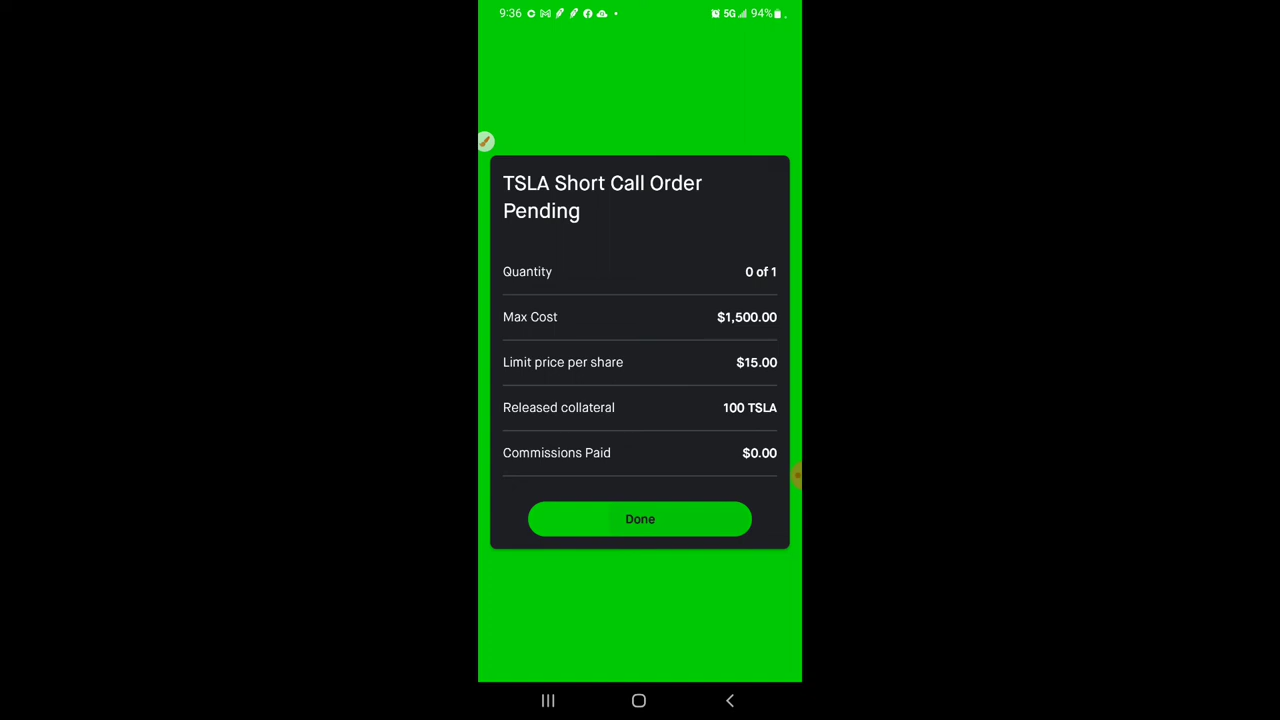 9:36 5G 94%
TSLA Short Call Order
Pending
Quantity 0 of 1
Max Cost $1,500.00
Limit price per share $15.00
Released collateral 100 TSLA
Commissions Paid $0.00
Done